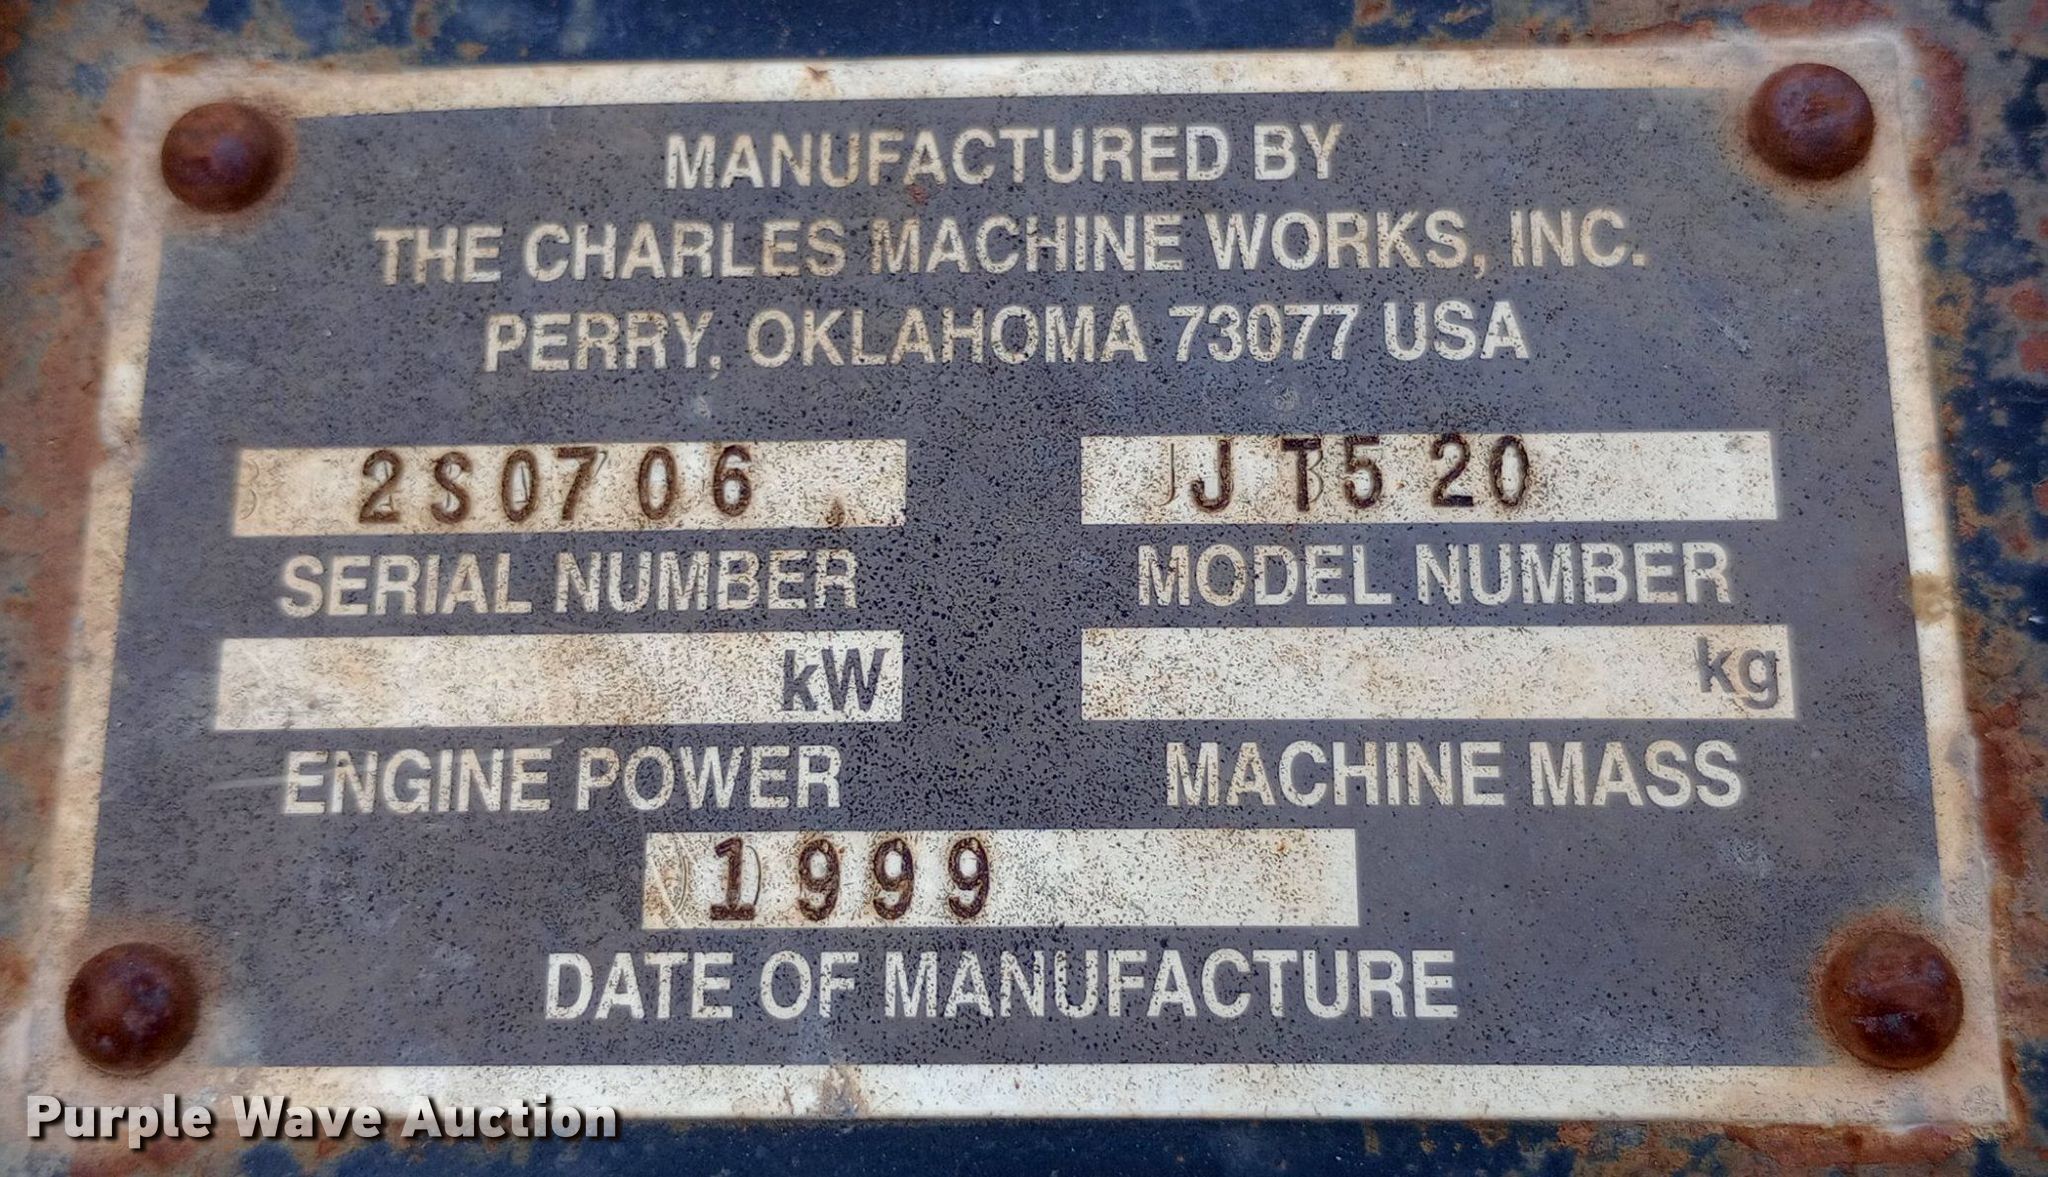 MANUFACTURED BY
THE CHARLES MACHINE WORKS, INC.
PERRY, OKLAHOMA 73077 USA
2S0706 JT520
SERIAL NUMBER MODEL NUMBER
kW kg
ENGINE POWER MACHINE MASS
1999
DATE OF MANUFACTURE
Purple Wave Auction